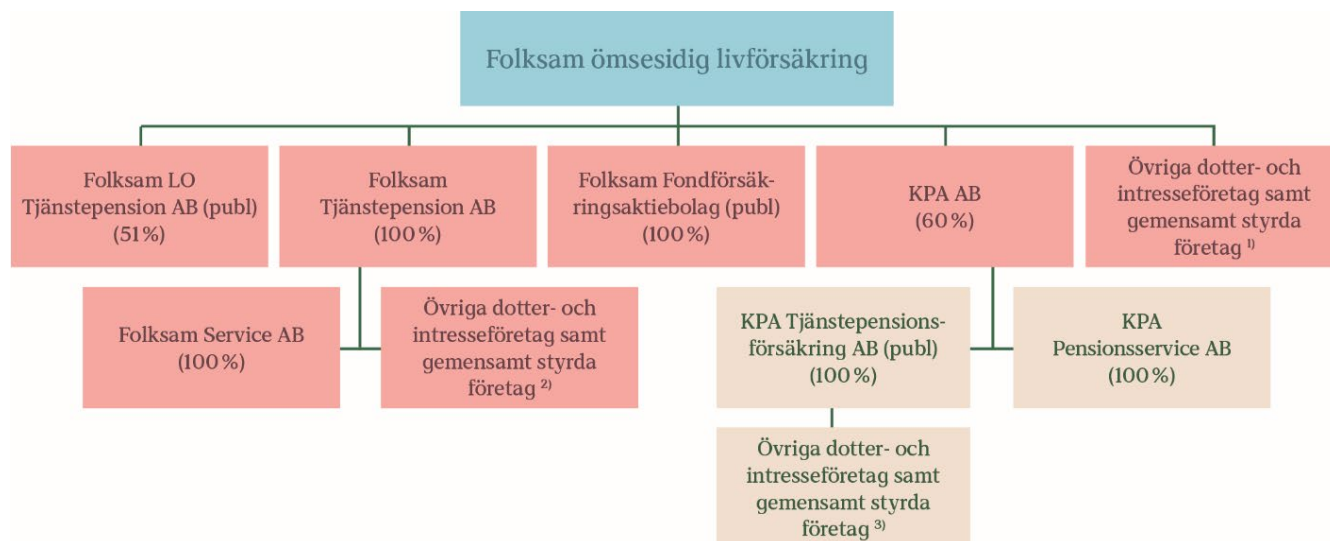 Folksam ömsesidig livförsäkring
Folksam LO
Tjänstepension AB (publ)
(51 %)
Folksam
Tjänstepension AB
(100 %)
Folksam Fondförsäk-
ringsaktiebolag (publ)
(100 %)
KPA AB
(60 %)
Övriga dotter- och
intresseföretag samt
gemensamt styrda
företag ¹⁾
Folksam Service AB
(100 %)
Övriga dotter- och
intresseföretag samt
gemensamt styrda
företag ²⁾
KPA Tjänstepensions-
försäkring AB (publ)
(100 %)
KPA
Pensionsservice AB
(100 %)
Övriga dotter- och
intresseföretag samt
gemensamt styrda
företag ³⁾